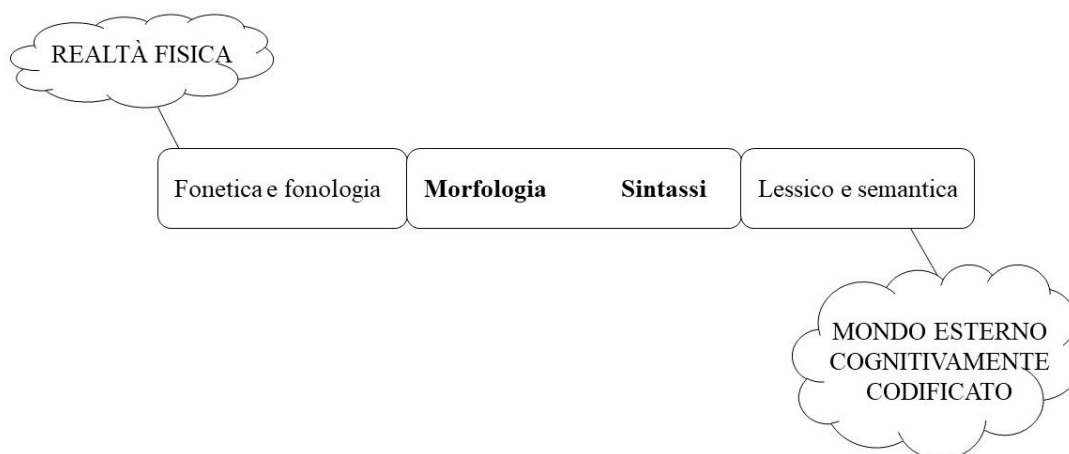 REALTÀ FISICA
Fonetica e fonologia
Morfologia Sintassi
Lessico e semantica
MONDO ESTERNO
COGNITIVAMENTE
CODIFICATO